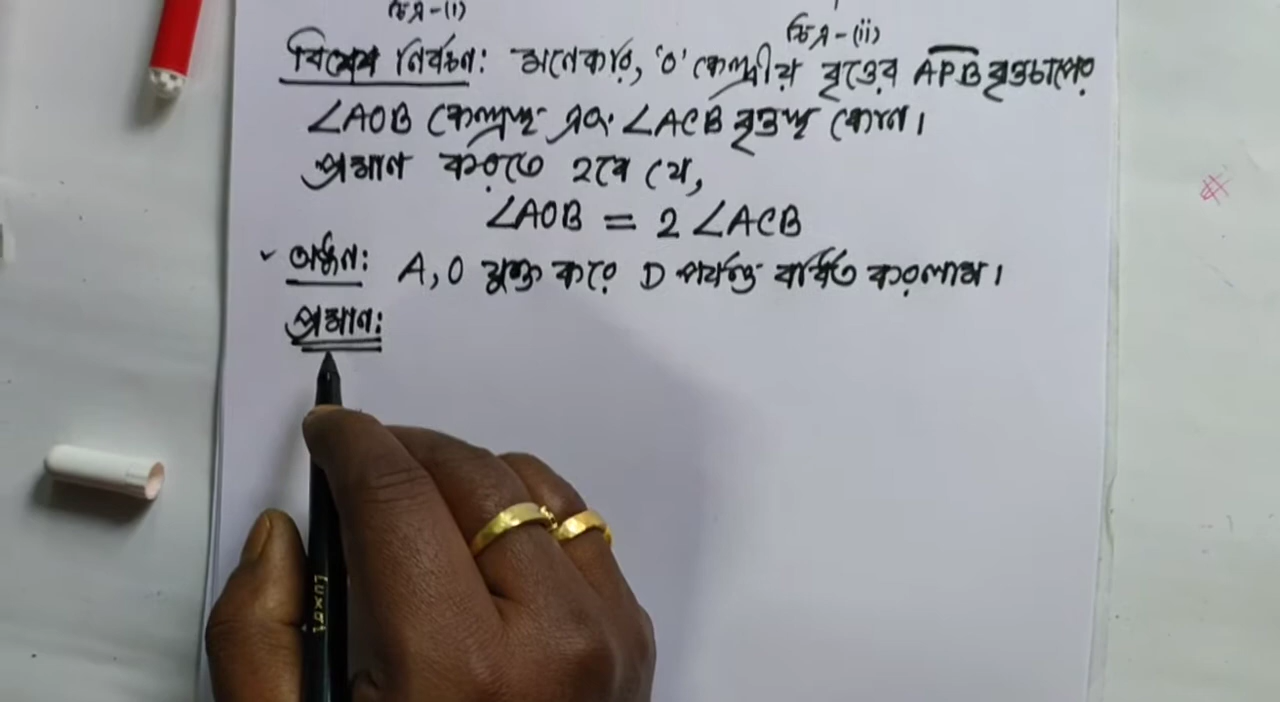 চিত্র-(i)
চিত্র-(ii)
বিশেষ নির্বচন: মনেকরি, 'O' কেন্দ্রীয় বৃত্তের APB বৃত্তচাপের
∠AOB কেন্দ্রস্থ এবং ∠ACB বৃত্তস্থ কোণ।
প্রমাণ করতে হবে যে,
∠AOB = 2 ∠ACB
অঙ্কন: A, O যুক্ত করে D পর্যন্ত বর্ধিত করলাম।
প্রমাণ:
Luxor